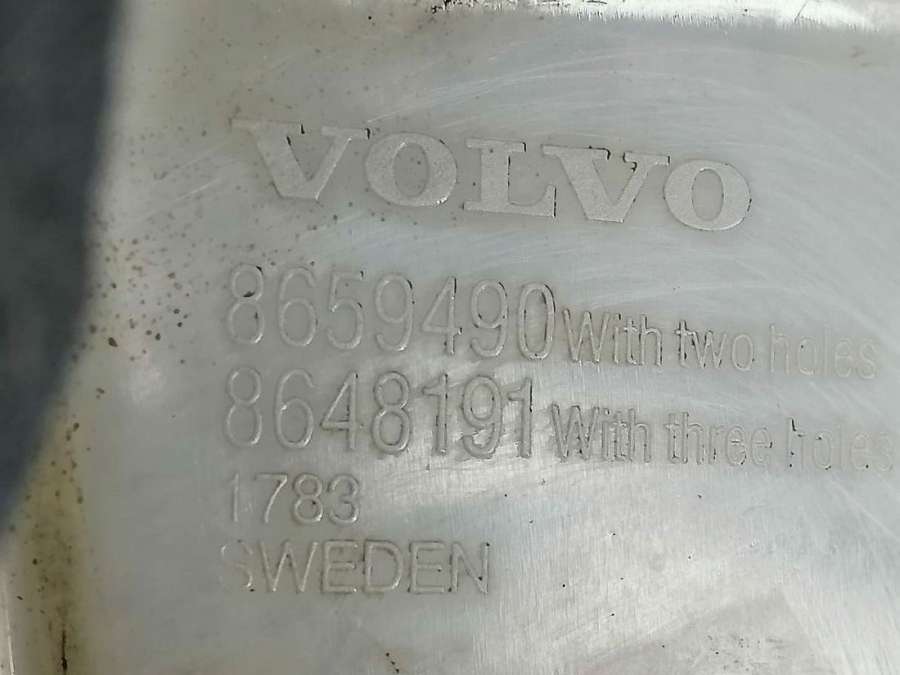 VOLVO
8659490 With two holes
8648191 With three holes
1783
SWEDEN